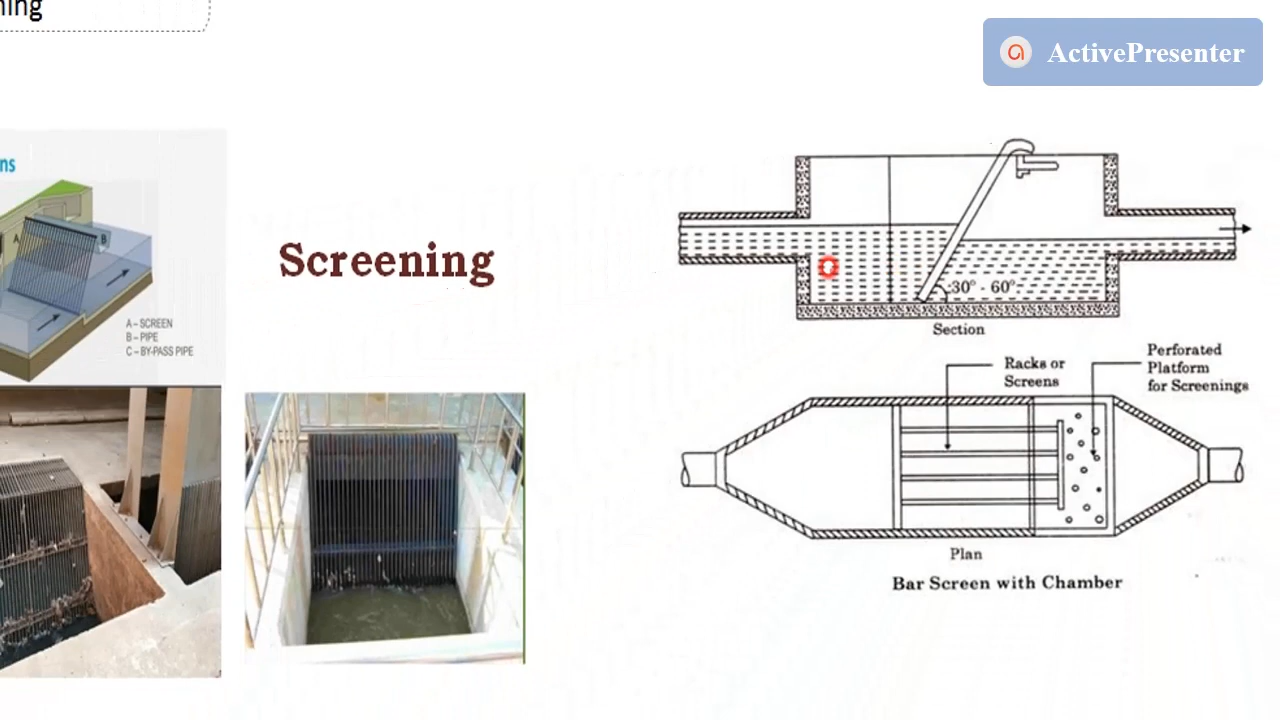 ning
ActivePresenter
ns
A
B
A – SCREEN
B – PIPE
C – BY-PASS PIPE
Screening
30° - 60°
Section
Racks or
Screens
Perforated
Platform
for Screenings
Plan
Bar Screen with Chamber